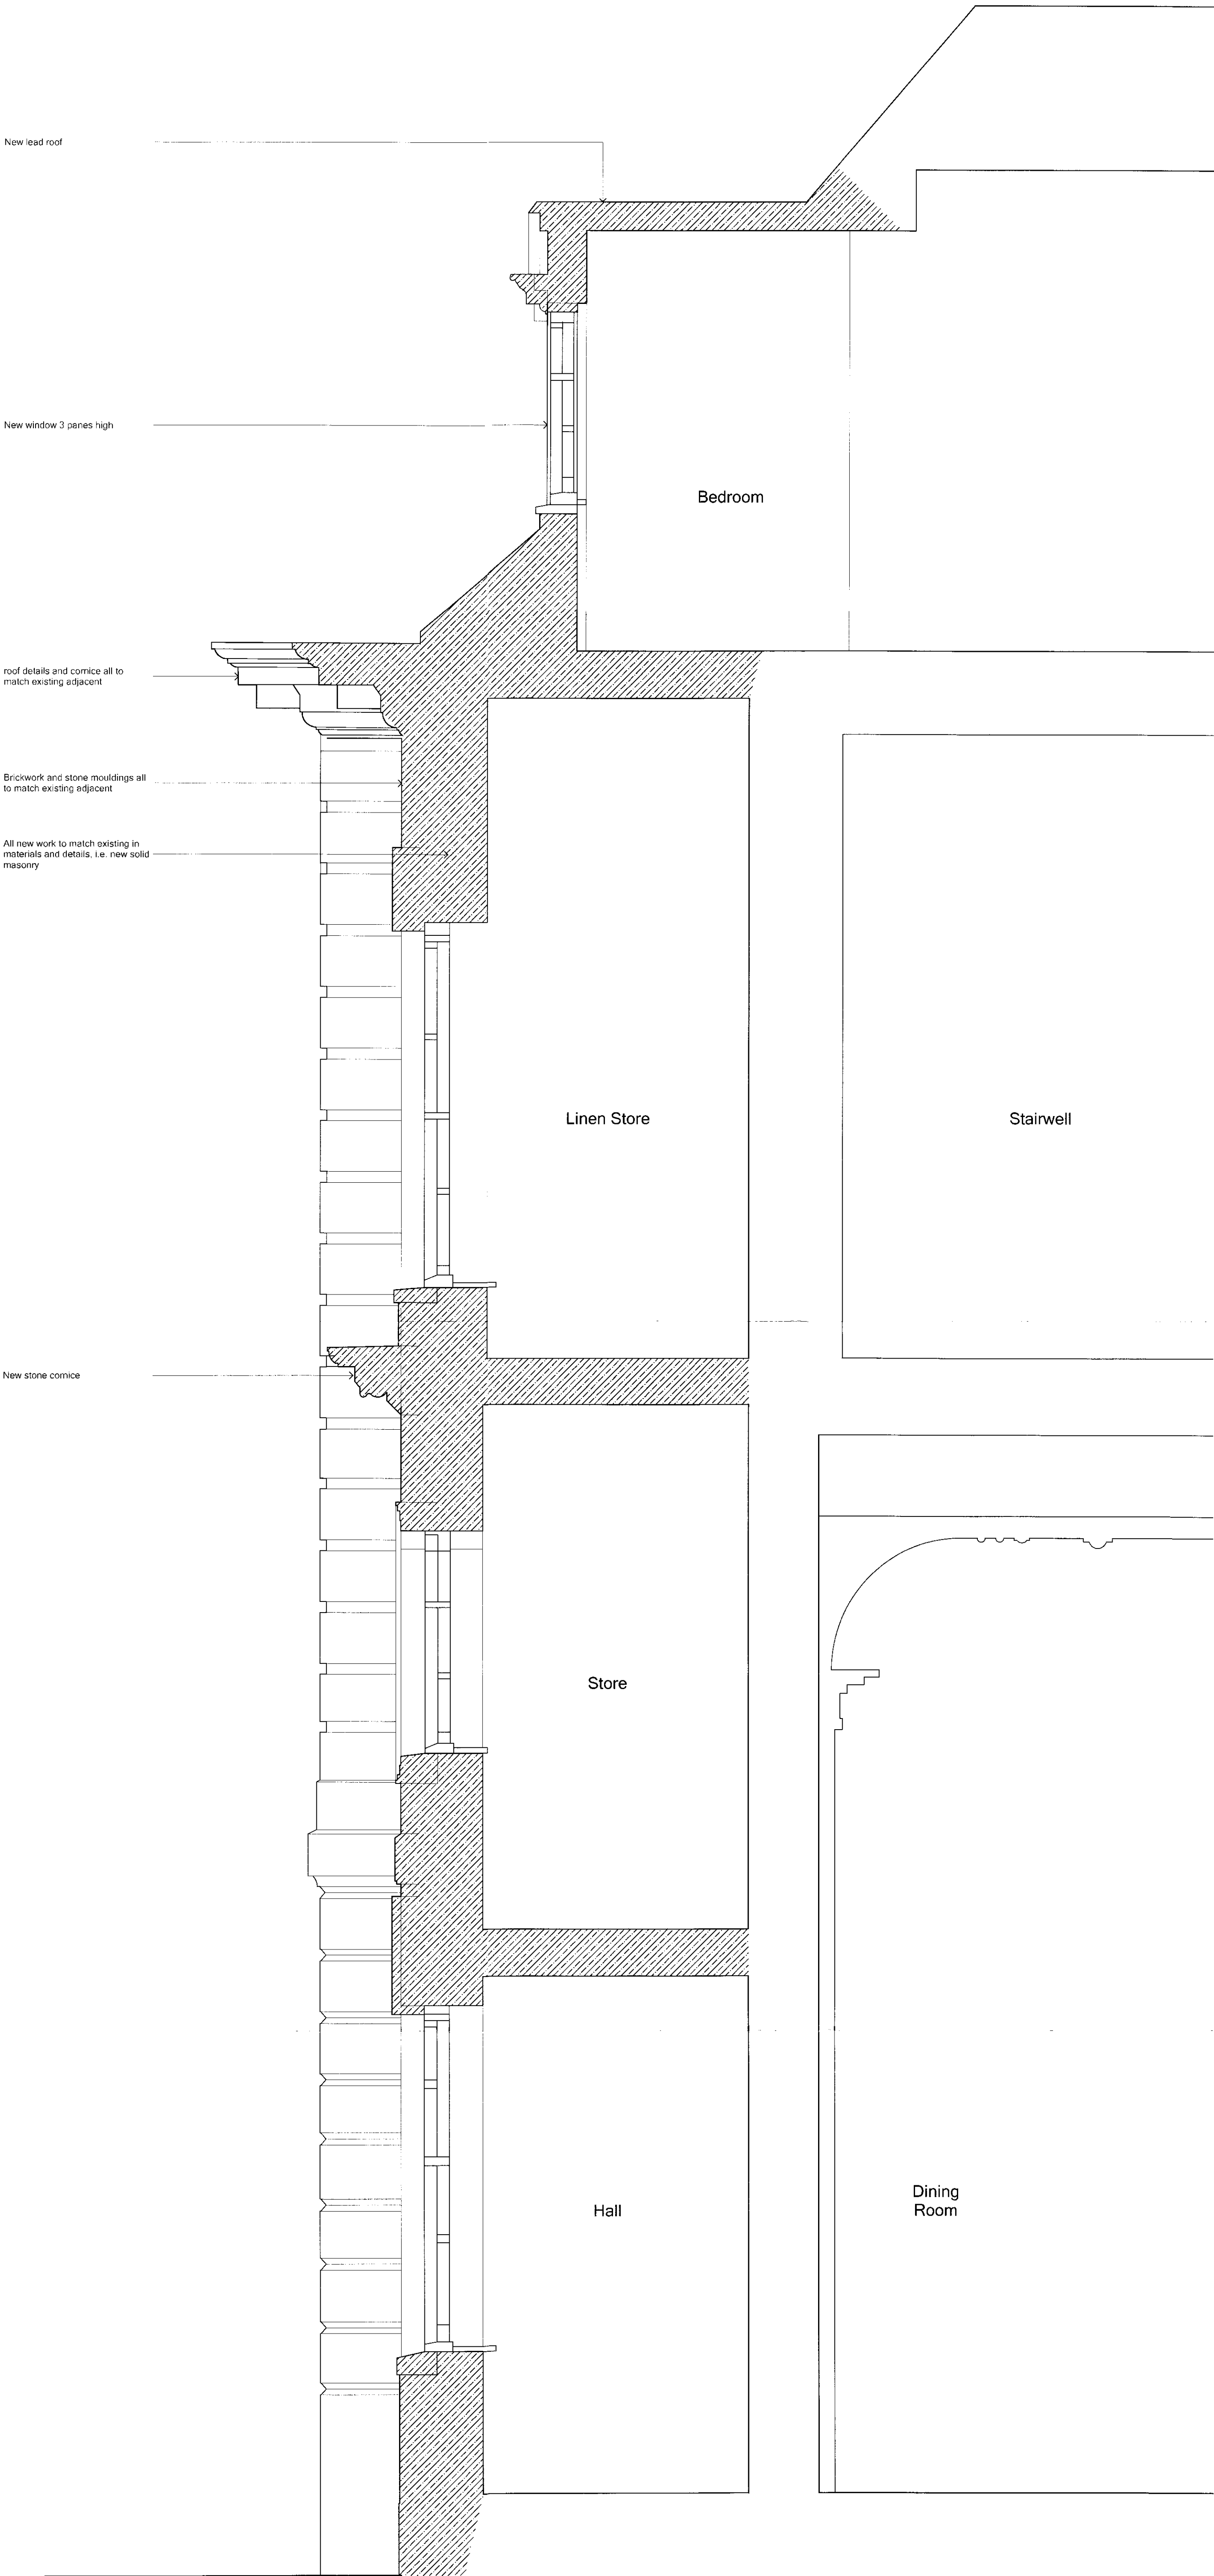 New lead roof
New window 3 panes high
Bedroom
roof details and cornice all to
match existing adjacent
Brickwork and stone mouldings all
to match existing adjacent
All new work to match existing in
materials and details, i.e. new solid
masonry
Linen Store
Stairwell
New stone cornice
Store
Hall
Dining
Room